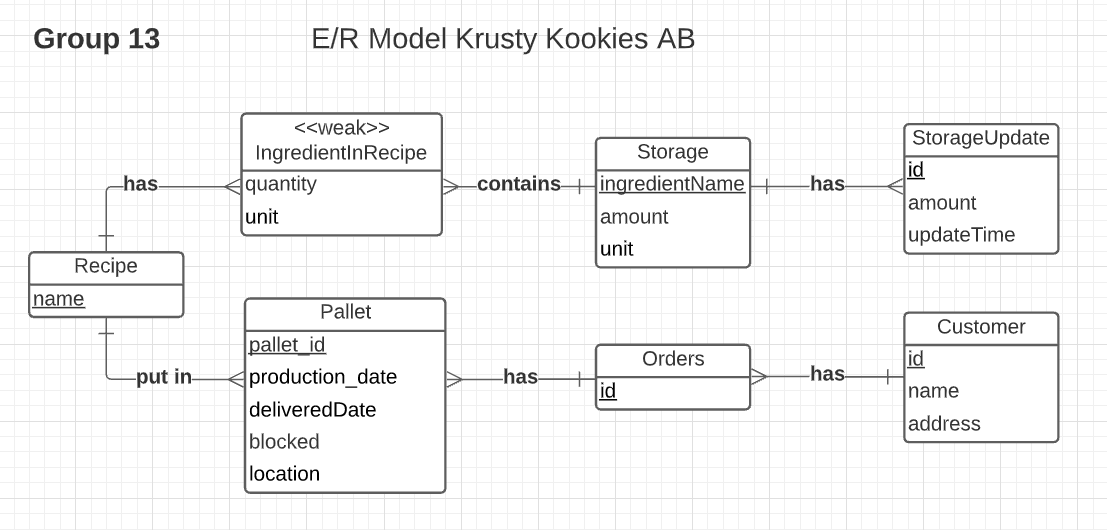 Group 13
E/R Model Krusty Kookies AB
<<weak>>
IngredientInRecipe
quantity
unit
has
contains
Storage
ingredientName
amount
unit
has
StorageUpdate
id
amount
updateTime
Recipe
name
put in
Pallet
pallet_id
production_date
deliveredDate
blocked
location
has
Orders
id
has
Customer
id
name
address